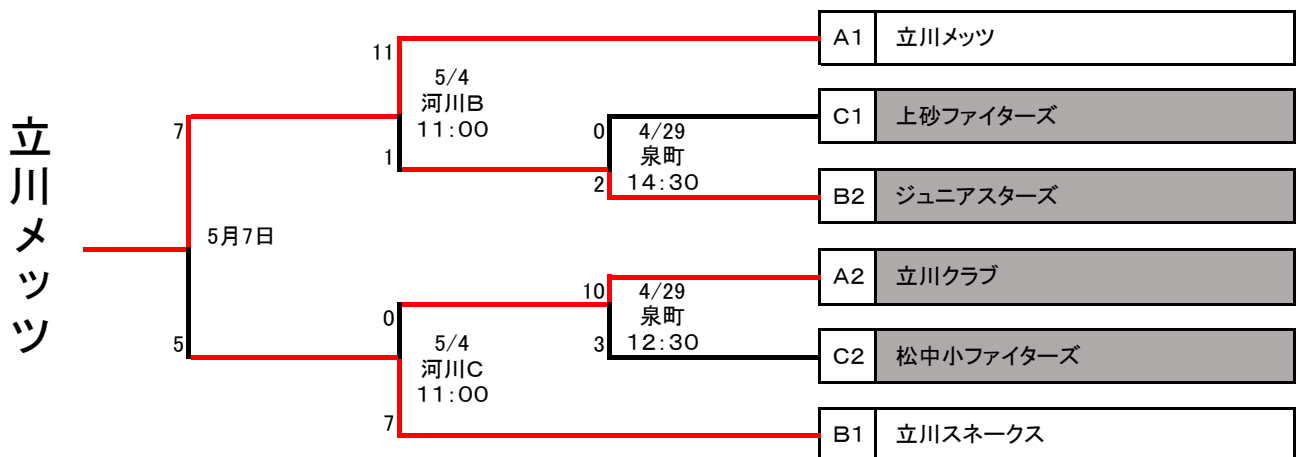 立川メッツ
7
5月7日
5
11
5/4
河川B
11:00
1
0
5/4
河川C
11:00
7
0
4/29
泉町
14:30
2
10
4/29
泉町
12:30
3
A1 立川メッツ
C1 上砂ファイターズ
B2 ジュニアスターズ
A2 立川クラブ
C2 松中小ファイターズ
B1 立川スネークス